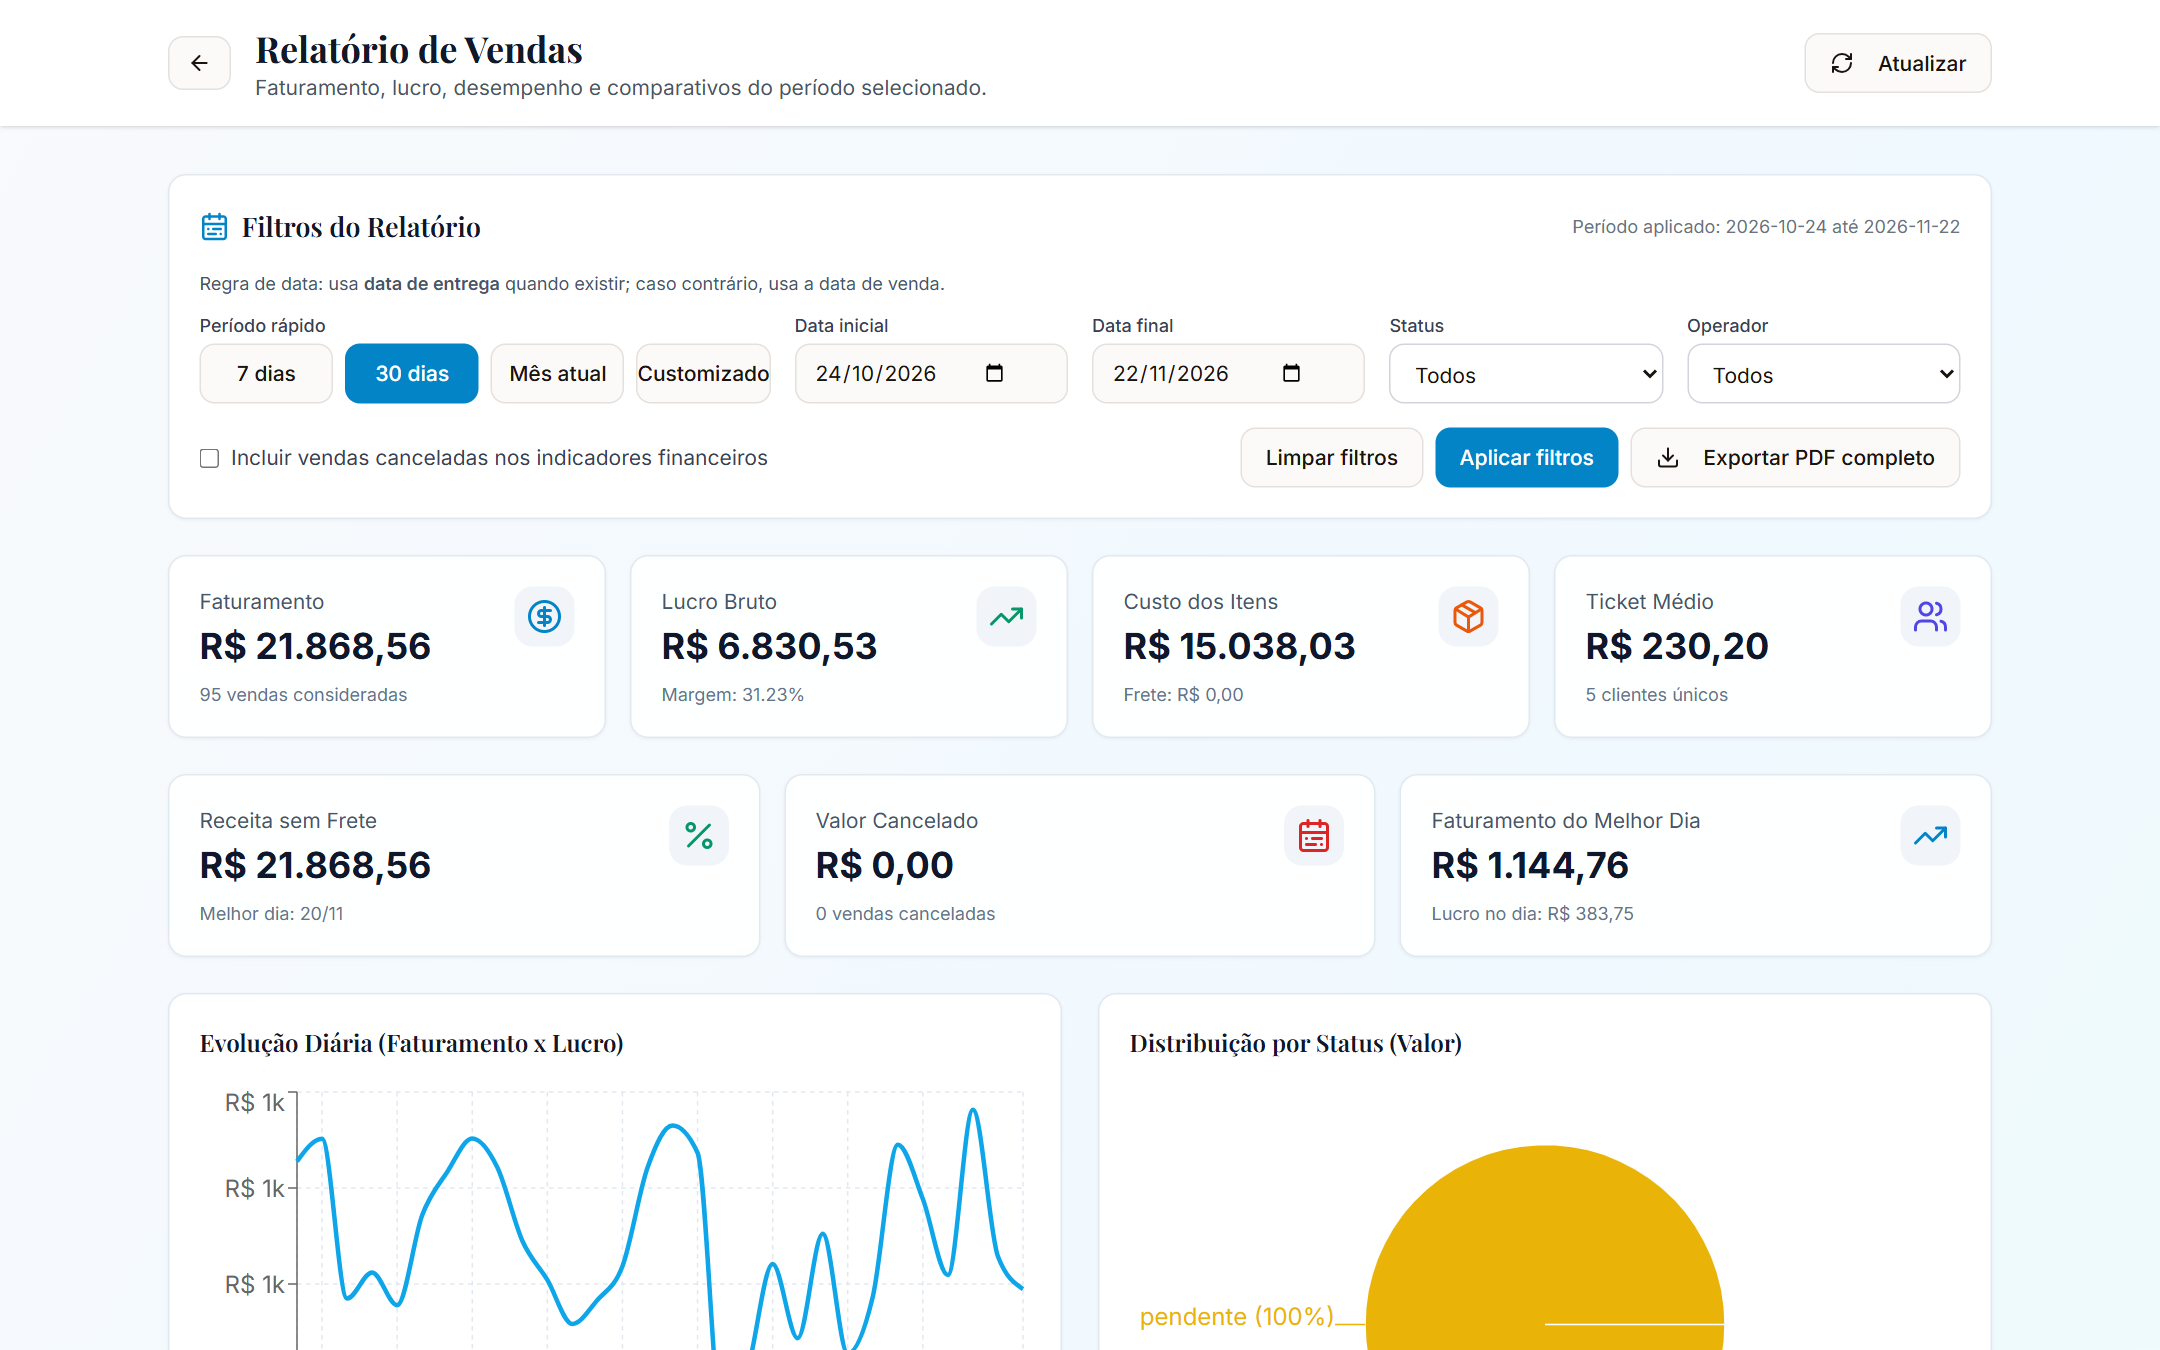 Relatório de Vendas
Faturamento, lucro, desempenho e comparativos do período selecionado.
Atualizar
Filtros do Relatório
Período aplicado: 2026-10-24 até 2026-11-22
Regra de data: usa data de entrega quando existir; caso contrário, usa a data de venda.
Período rápido
7 dias
30 dias
Mês atual
Customizado
Data inicial
24/10/2026
Data final
22/11/2026
Status
Todos
Operador
Todos
Incluir vendas canceladas nos indicadores financeiros
Limpar filtros
Aplicar filtros
Exportar PDF completo
Faturamento
R$ 21.868,56
95 vendas consideradas
Lucro Bruto
R$ 6.830,53
Margem: 31.23%
Custo dos Itens
R$ 15.038,03
Frete: R$ 0,00
Ticket Médio
R$ 230,20
5 clientes únicos
Receita sem Frete
R$ 21.868,56
Melhor dia: 20/11
Valor Cancelado
R$ 0,00
0 vendas canceladas
Faturamento do Melhor Dia
R$ 1.144,76
Lucro no dia: R$ 383,75
Evolução Diária (Faturamento x Lucro)
R$ 1k
R$ 1k
R$ 1k
Distribuição por Status (Valor)
pendente (100%)